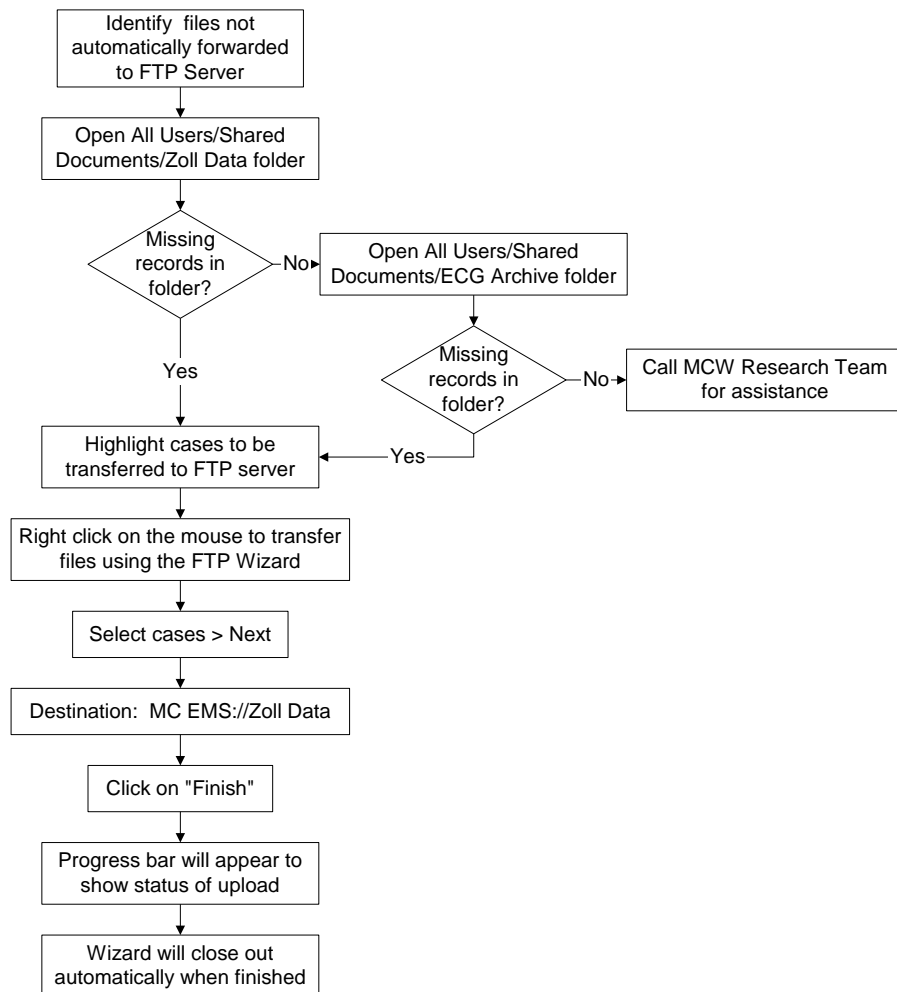 Identify  files not
automatically forwarded
to FTP Server
Open All Users/Shared
Documents/Zoll Data folder
Missing
records in
folder?
No
Open All Users/Shared
Documents/ECG Archive folder
Yes
Missing
records in
folder?
No
Call MCW Research Team
for assistance
Yes
Highlight cases to be
transferred to FTP server
Right click on the mouse to transfer
files using the FTP Wizard
Select cases > Next
Destination:  MC EMS://Zoll Data
Click on "Finish"
Progress bar will appear to
show status of upload
Wizard will close out
automatically when finished